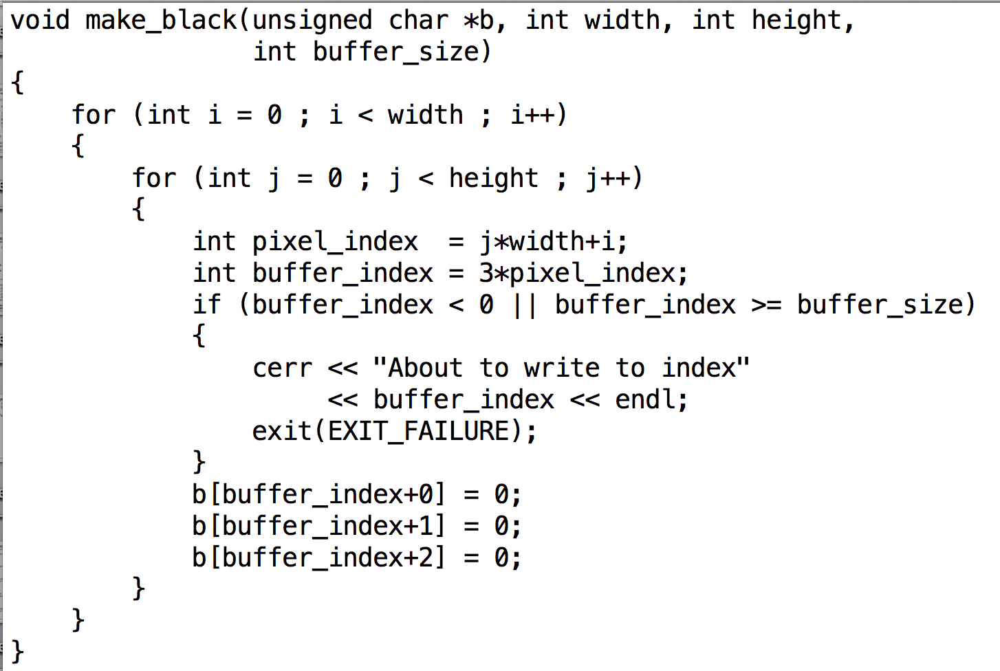 void make_black(unsigned char *b, int width, int height,
                int buffer_size)
{
    for (int i = 0 ; i < width ; i++)
    {
        for (int j = 0 ; j < height ; j++)
        {
            int pixel_index  = j*width+i;
            int buffer_index = 3*pixel_index;
            if (buffer_index < 0 || buffer_index >= buffer_size)
            {
                cerr << "About to write to index"
                     << buffer_index << endl;
                exit(EXIT_FAILURE);
            }
            b[buffer_index+0] = 0;
            b[buffer_index+1] = 0;
            b[buffer_index+2] = 0;
        }
    }
}